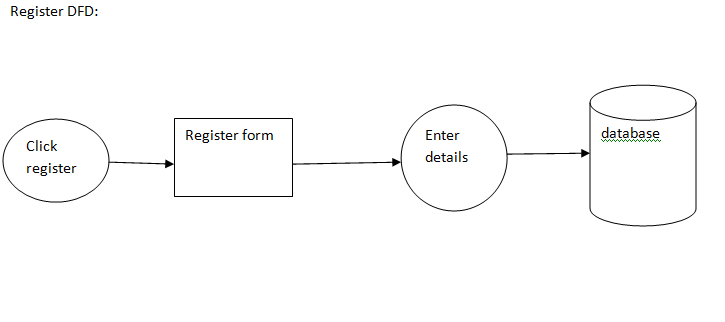 Register DFD:
Click
register
Register form
Enter
details
database